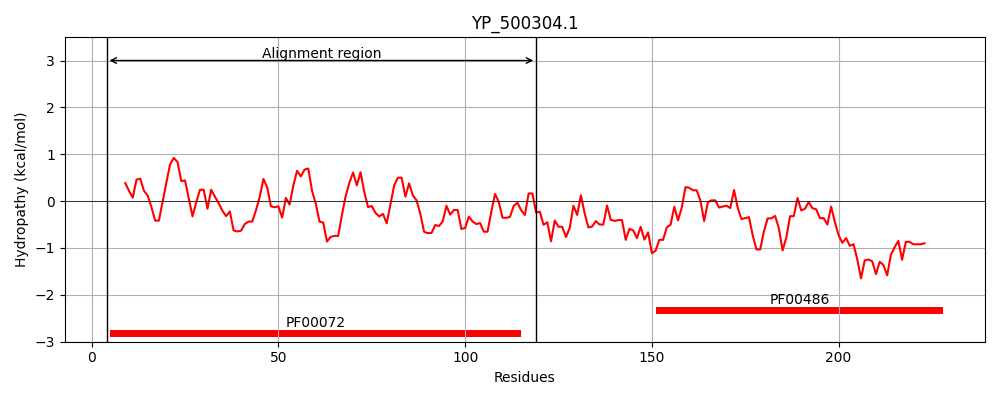 YP_500304.1
Alignment region
3
2
1
0
−1
−2
−3
Hydropathy (kcal/mol)
PF00486
PF00072
0
50
100
150
200
Residues